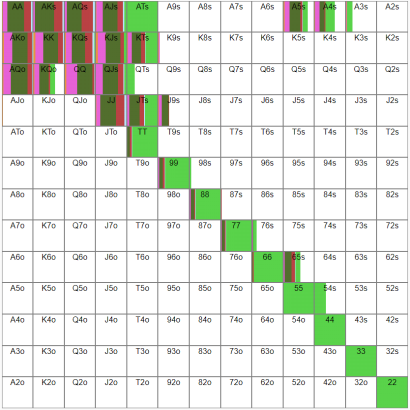 AA AKs AQs AJs ATs A9s A8s A7s A6s A5s A4s A3s A2s
AKo KK KQs KJs KTs K9s K8s K7s K6s K5s K4s K3s K2s
AQo KQo QQ QJs QTs Q9s Q8s Q7s Q6s Q5s Q4s Q3s Q2s
AJo KJo QJo JJ JTs J9s J8s J7s J6s J5s J4s J3s J2s
ATo KTo QTo JTo TT T9s T8s T7s T6s T5s T4s T3s T2s
A9o K9o Q9o J9o T9o 99 98s 97s 96s 95s 94s 93s 92s
A8o K8o Q8o J8o T8o 98o 88 87s 86s 85s 84s 83s 82s
A7o K7o Q7o J7o T7o 97o 87o 77 76s 75s 74s 73s 72s
A6o K6o Q6o J6o T6o 96o 86o 76o 66 65s 64s 63s 62s
A5o K5o Q5o J5o T5o 95o 85o 75o 65o 55 54s 53s 52s
A4o K4o Q4o J4o T4o 94o 84o 74o 64o 54o 44 43s 42s
A3o K3o Q3o J3o T3o 93o 83o 73o 63o 53o 43o 33 32s
A2o K2o Q2o J2o T2o 92o 82o 72o 62o 52o 42o 32o 22